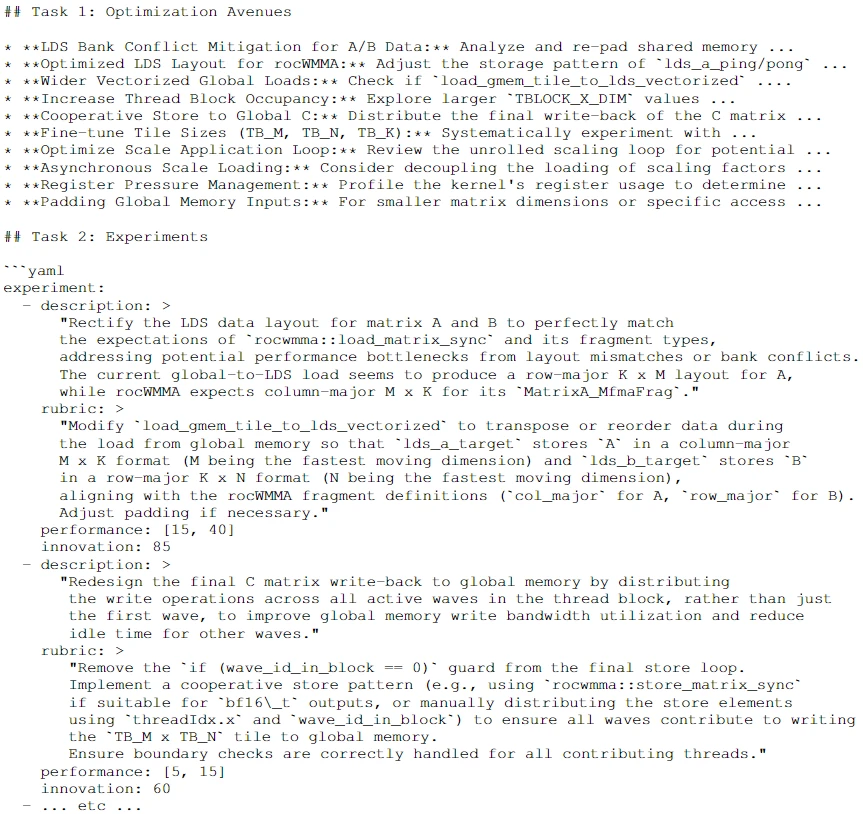 ## Task 1: Optimization Avenues
* **LDS Bank Conflict Mitigation for A/B Data:** Analyze and re-pad shared memory ...
* **Optimized LDS Layout for rocWMMA:** Adjust the storage pattern of `lds_a_ping/pong` ...
* **Wider Vectorized Global Loads:** Check if `load_gmem_tile_to_lds_vectorized` ....
* **Increase Thread Block Occupancy:** Explore larger `TBLOCK_X_DIM` values ...
* **Cooperative Store to Global C:** Distribute the final write-back of the C matrix ...
* **Fine-tune Tile Sizes (TB_M, TB_N, TB_K):** Systematically experiment with ...
* **Optimize Scale Application Loop:** Review the unrolled scaling loop for potential ...
* **Asynchronous Scale Loading:** Consider decoupling the loading of scaling factors ...
* **Register Pressure Management:** Profile the kernel's register usage to determine ...
* **Padding Global Memory Inputs:** For smaller matrix dimensions or specific access ...
## Task 2: Experiments
```yaml
experiment:
- description: >
"Rectify the LDS data layout for matrix A and B to perfectly match
the expectations of `rocwmma::load_matrix_sync` and its fragment types,
addressing potential performance bottlenecks from layout mismatches or bank conflicts.
The current global-to-LDS load seems to produce a row-major K x M layout for A,
while rocWMMA expects column-major M x K for its `MatrixA_MfmaFrag`."
rubric: >
"Modify `load_gmem_tile_to_lds_vectorized` to transpose or reorder data during
the load from global memory so that `lds_a_target` stores `A` in a column-major
M x K format (M being the fastest moving dimension) and `lds_b_target` stores `B`
in a row-major K x N format (N being the fastest moving dimension),
aligning with the rocWMMA fragment definitions (`col_major` for A, `row_major` for B).
Adjust padding if necessary."
performance: [15, 40]
innovation: 85
- description: >
"Redesign the final C matrix write-back to global memory by distributing
the write operations across all active waves in the thread block, rather than just
the first wave, to improve global memory write bandwidth utilization and reduce
idle time for other waves."
rubric: >
"Remove the `if (wave_id_in_block == 0)` guard from the final store loop.
Implement a cooperative store pattern (e.g., using `rocwmma::store_matrix_sync`
if suitable for `bf16\_t` outputs, or manually distributing the store elements
using `threadIdx.x` and `wave_id_in_block`) to ensure all waves contribute to writing
the `TB_M x TB_N` tile to global memory.
Ensure boundary checks are correctly handled for all contributing threads."
performance: [5, 15]
innovation: 60
- ... etc ...